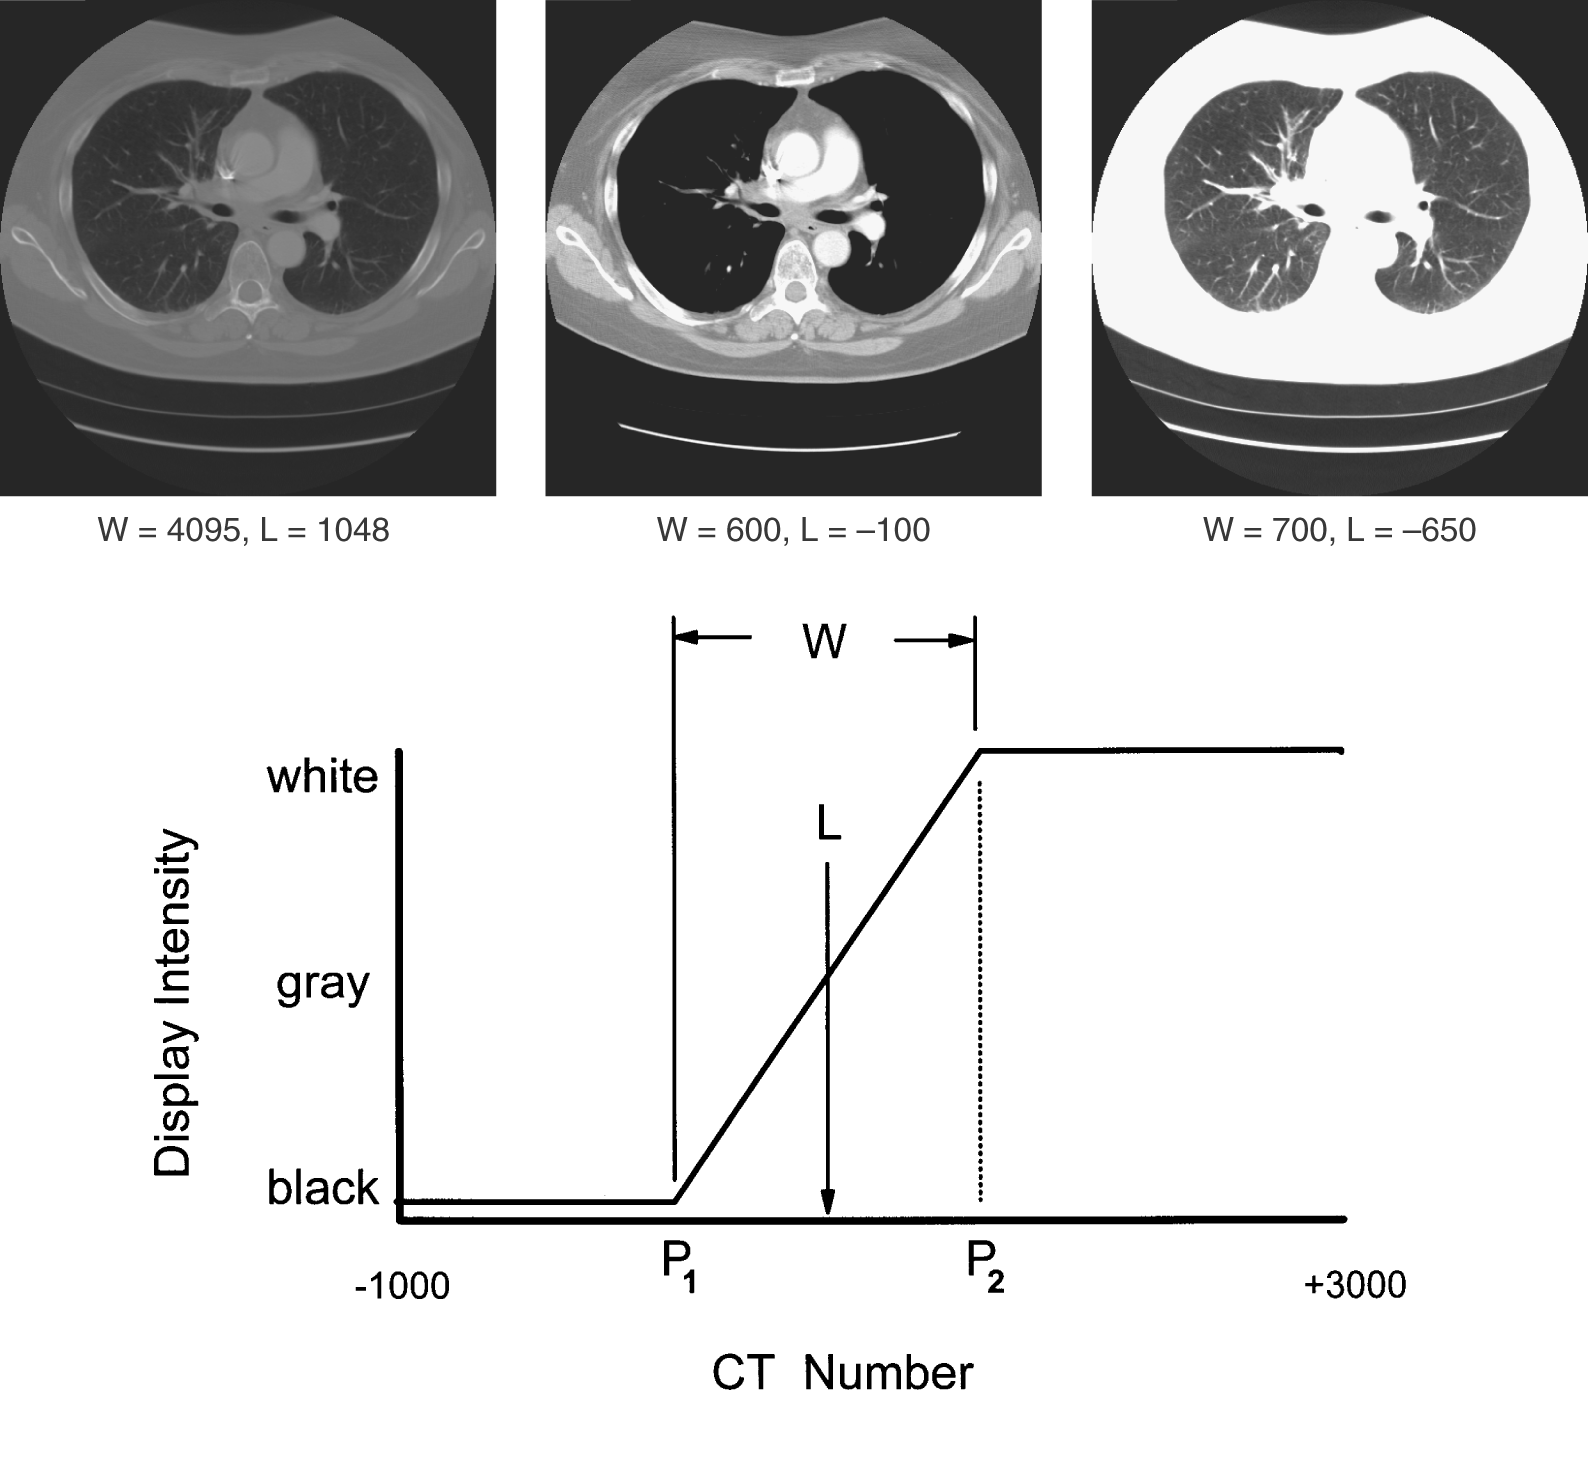 W = 4095, L = 1048
W = 600, L = –100
W = 700, L = –650
W
white
L
gray
black
Display Intensity
P1
P2
-1000
+3000
CT Number